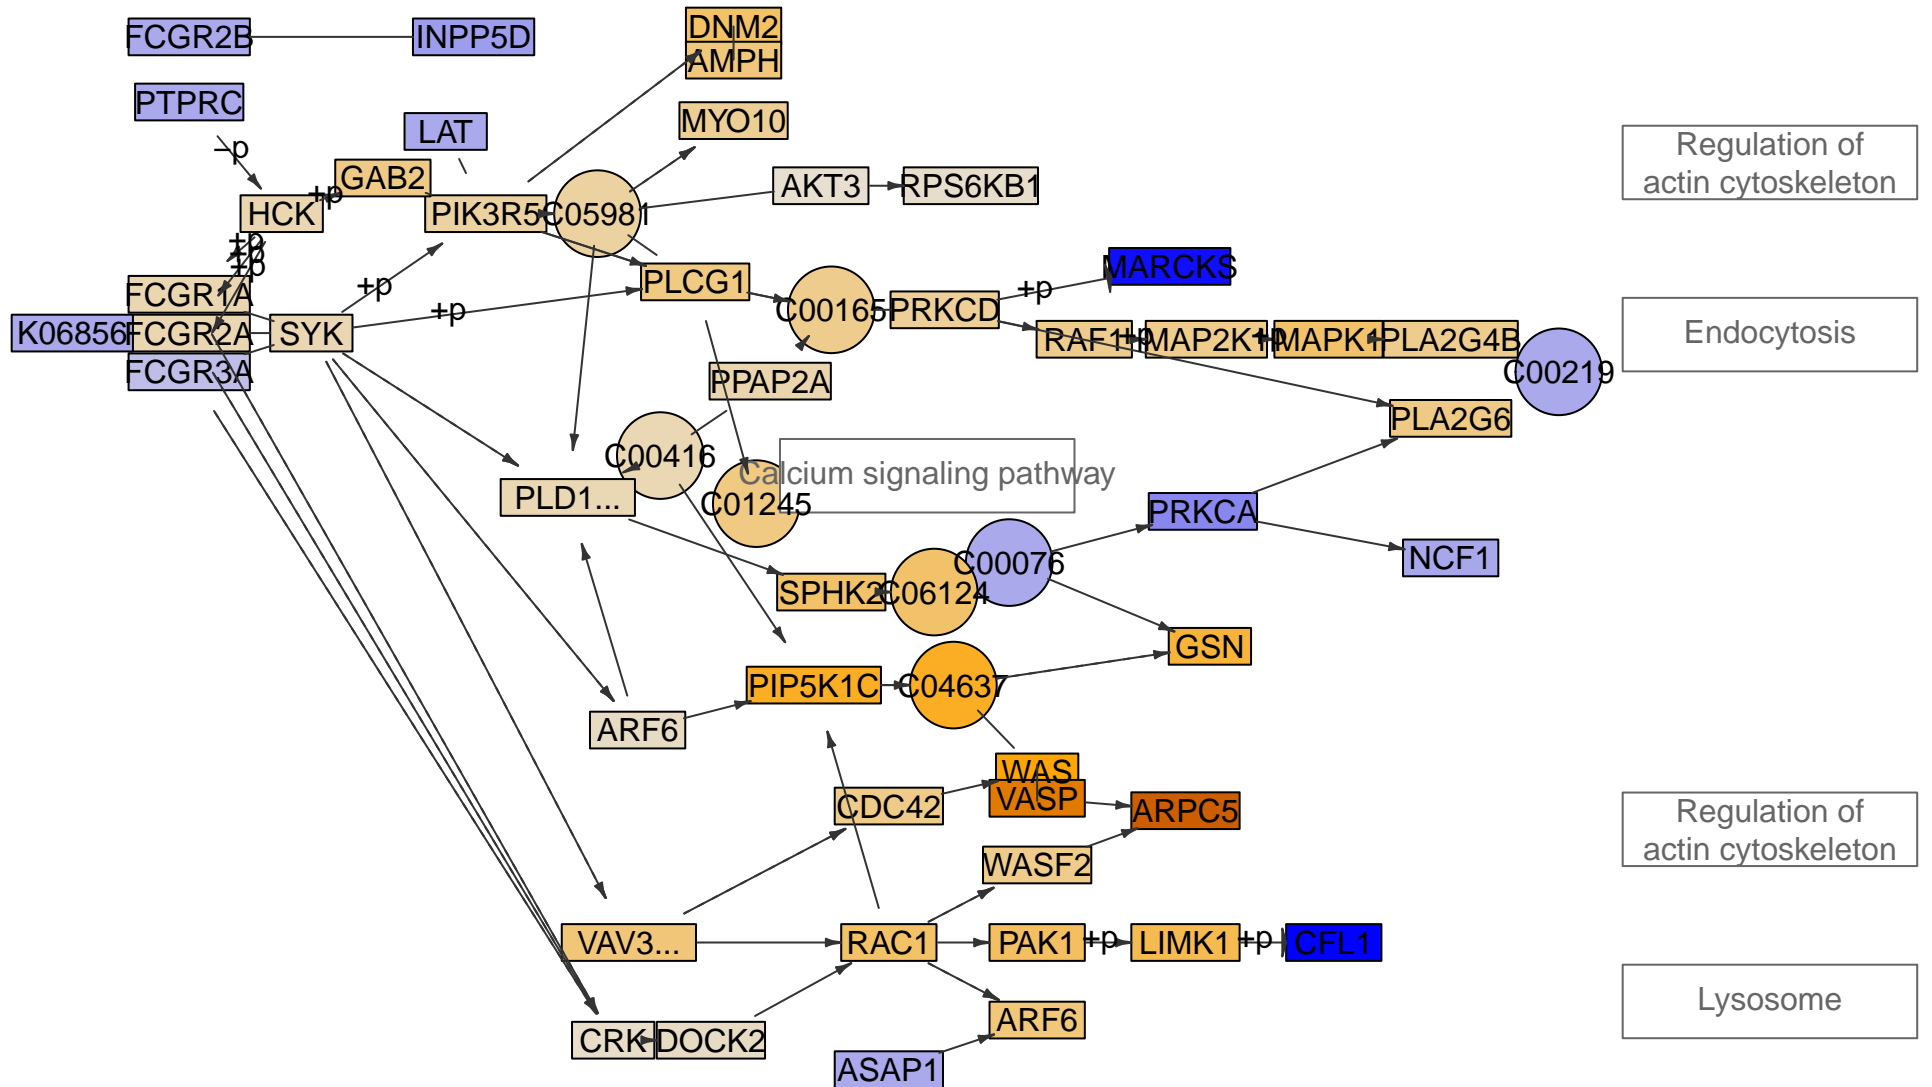 FCGR2B
INPP5D
DNM2
AMPH
PTPRC
LAT
MYO10
Regulation of
actin cytoskeleton
−p
GAB2
+p
HCK
PIK3R5
C05981
AKT3
RPS6KB1
+p
+p
+p
MARCKS
FCGR1A
+p
PLCG1
C00165
PRKCD
+p
K06856
FCGR2A
SYK
+p
RAF1
+p
MAP2K1
+p
MAPK1
PLA2G4B
Endocytosis
FCGR3A
PPAP2A
C00219
PLA2G6
C00416
Calcium signaling pathway
PLD1...
C01245
PRKCA
C00076
NCF1
SPHK2
C06124
GSN
PIP5K1C
C04637
ARF6
WAS
VASP
CDC42
ARPC5
Regulation of
actin cytoskeleton
WASF2
VAV3...
RAC1
PAK1
+p
LIMK1
+p
CFL1
Lysosome
ARF6
CRK
DOCK2
ASAP1